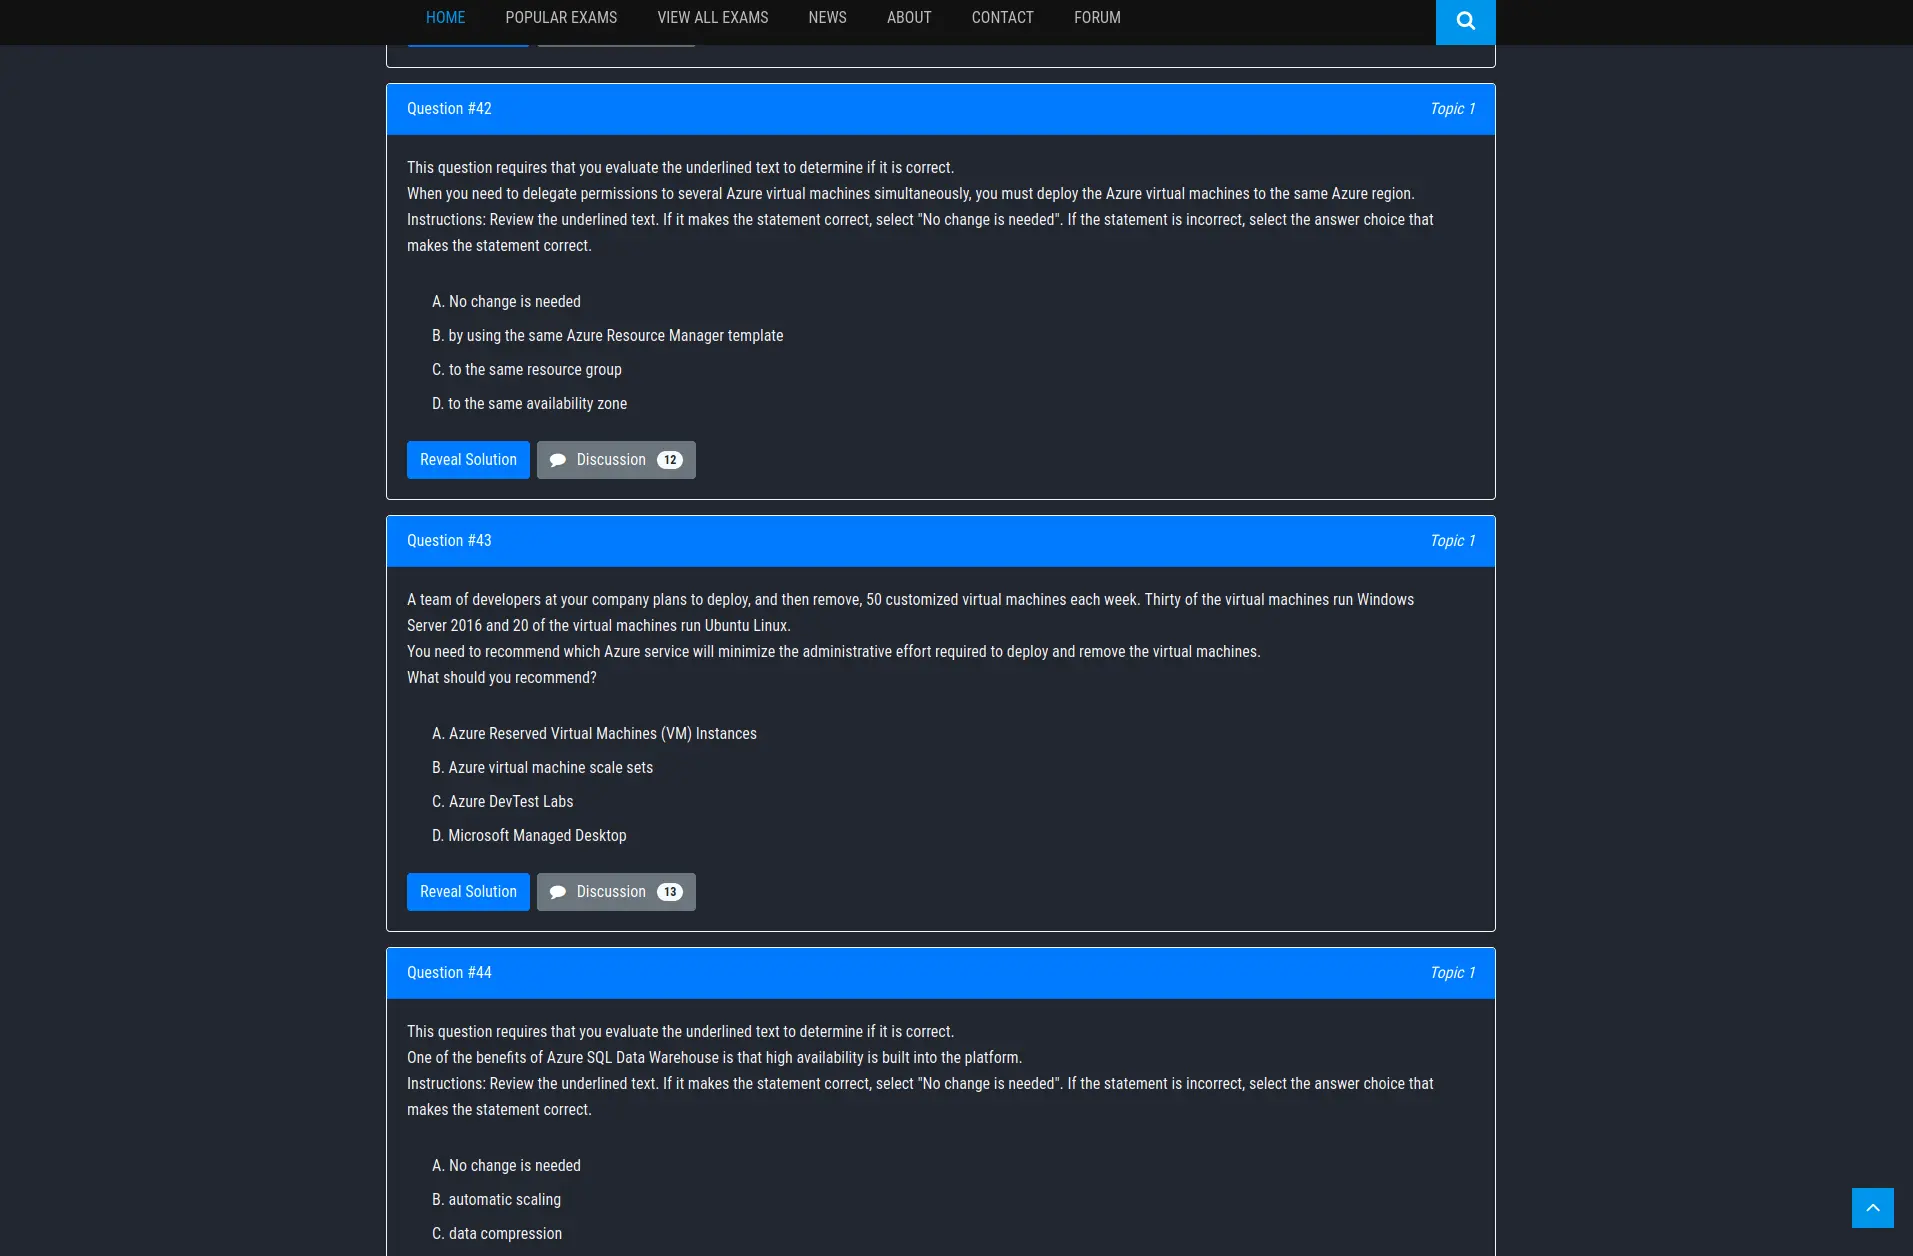 HOME POPULAR EXAMS VIEW ALL EXAMS NEWS ABOUT CONTACT FORUM
Question #42 Topic 1
This question requires that you evaluate the underlined text to determine if it is correct.
When you need to delegate permissions to several Azure virtual machines simultaneously, you must deploy the Azure virtual machines to the same Azure region.
Instructions: Review the underlined text. If it makes the statement correct, select "No change is needed". If the statement is incorrect, select the answer choice that
makes the statement correct.
A. No change is needed
B. by using the same Azure Resource Manager template
C. to the same resource group
D. to the same availability zone
Reveal Solution Discussion 12
Question #43 Topic 1
A team of developers at your company plans to deploy, and then remove, 50 customized virtual machines each week. Thirty of the virtual machines run Windows
Server 2016 and 20 of the virtual machines run Ubuntu Linux.
You need to recommend which Azure service will minimize the administrative effort required to deploy and remove the virtual machines.
What should you recommend?
A. Azure Reserved Virtual Machines (VM) Instances
B. Azure virtual machine scale sets
C. Azure DevTest Labs
D. Microsoft Managed Desktop
Reveal Solution Discussion 13
Question #44 Topic 1
This question requires that you evaluate the underlined text to determine if it is correct.
One of the benefits of Azure SQL Data Warehouse is that high availability is built into the platform.
Instructions: Review the underlined text. If it makes the statement correct, select "No change is needed". If the statement is incorrect, select the answer choice that
makes the statement correct.
A. No change is needed
B. automatic scaling
C. data compression